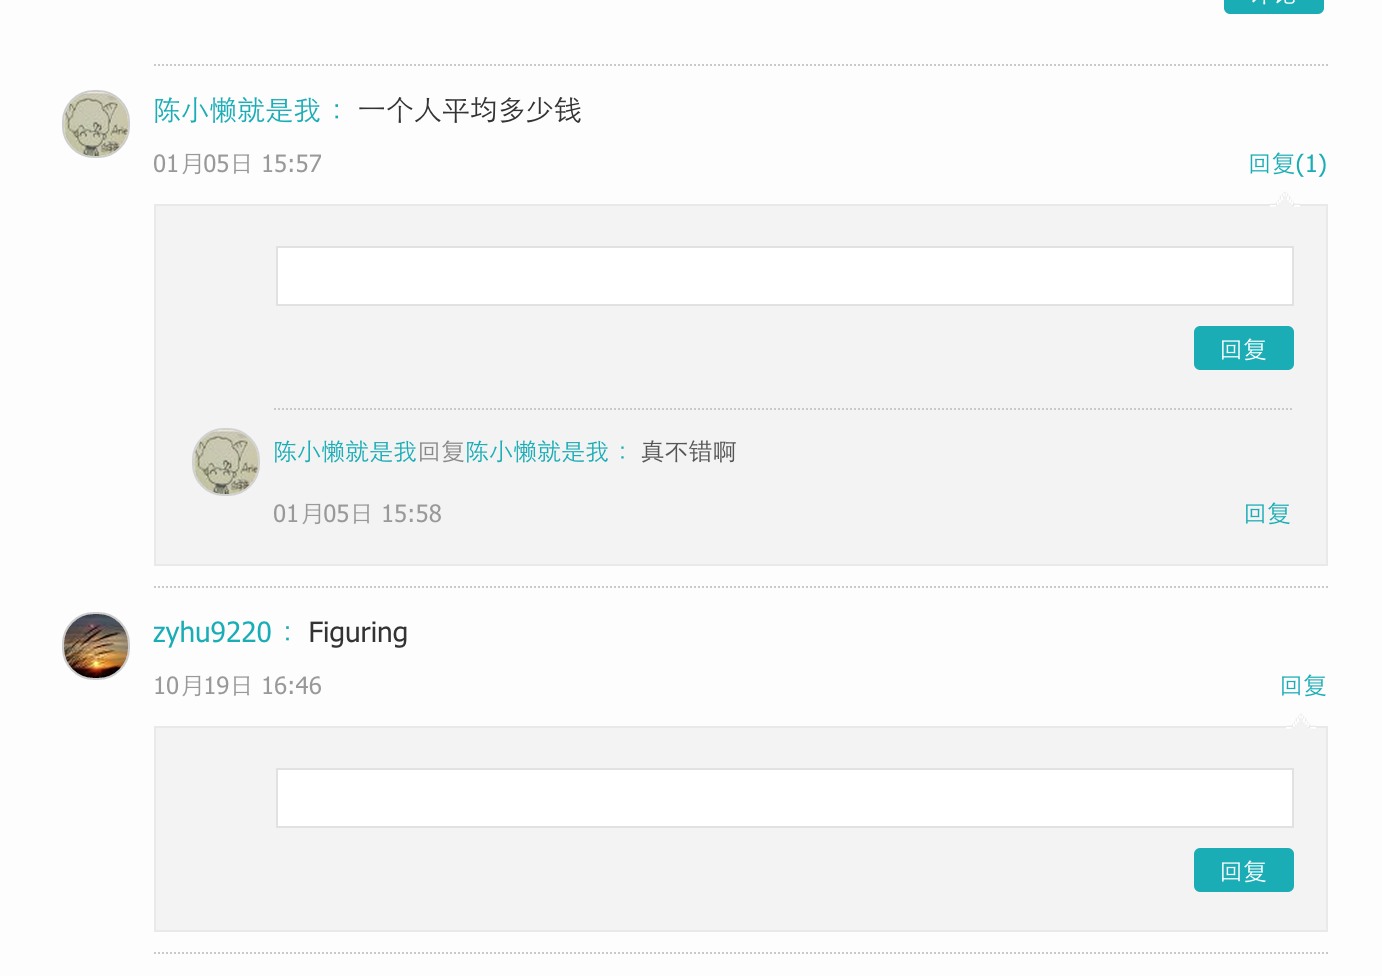 陈小懒就是我： 一个人平均多少钱
01月05日 15:57
回复(1)
回复
陈小懒就是我回复陈小懒就是我： 真不错啊
01月05日 15:58
回复
zyhu9220： Figuring
10月19日 16:46
回复
回复